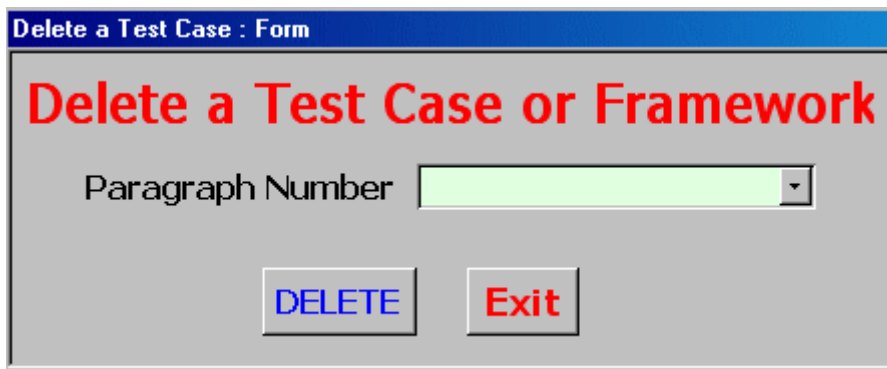 Delete a Test Case : Form
Delete a Test Case or Framework
Paragraph Number
DELETE Exit